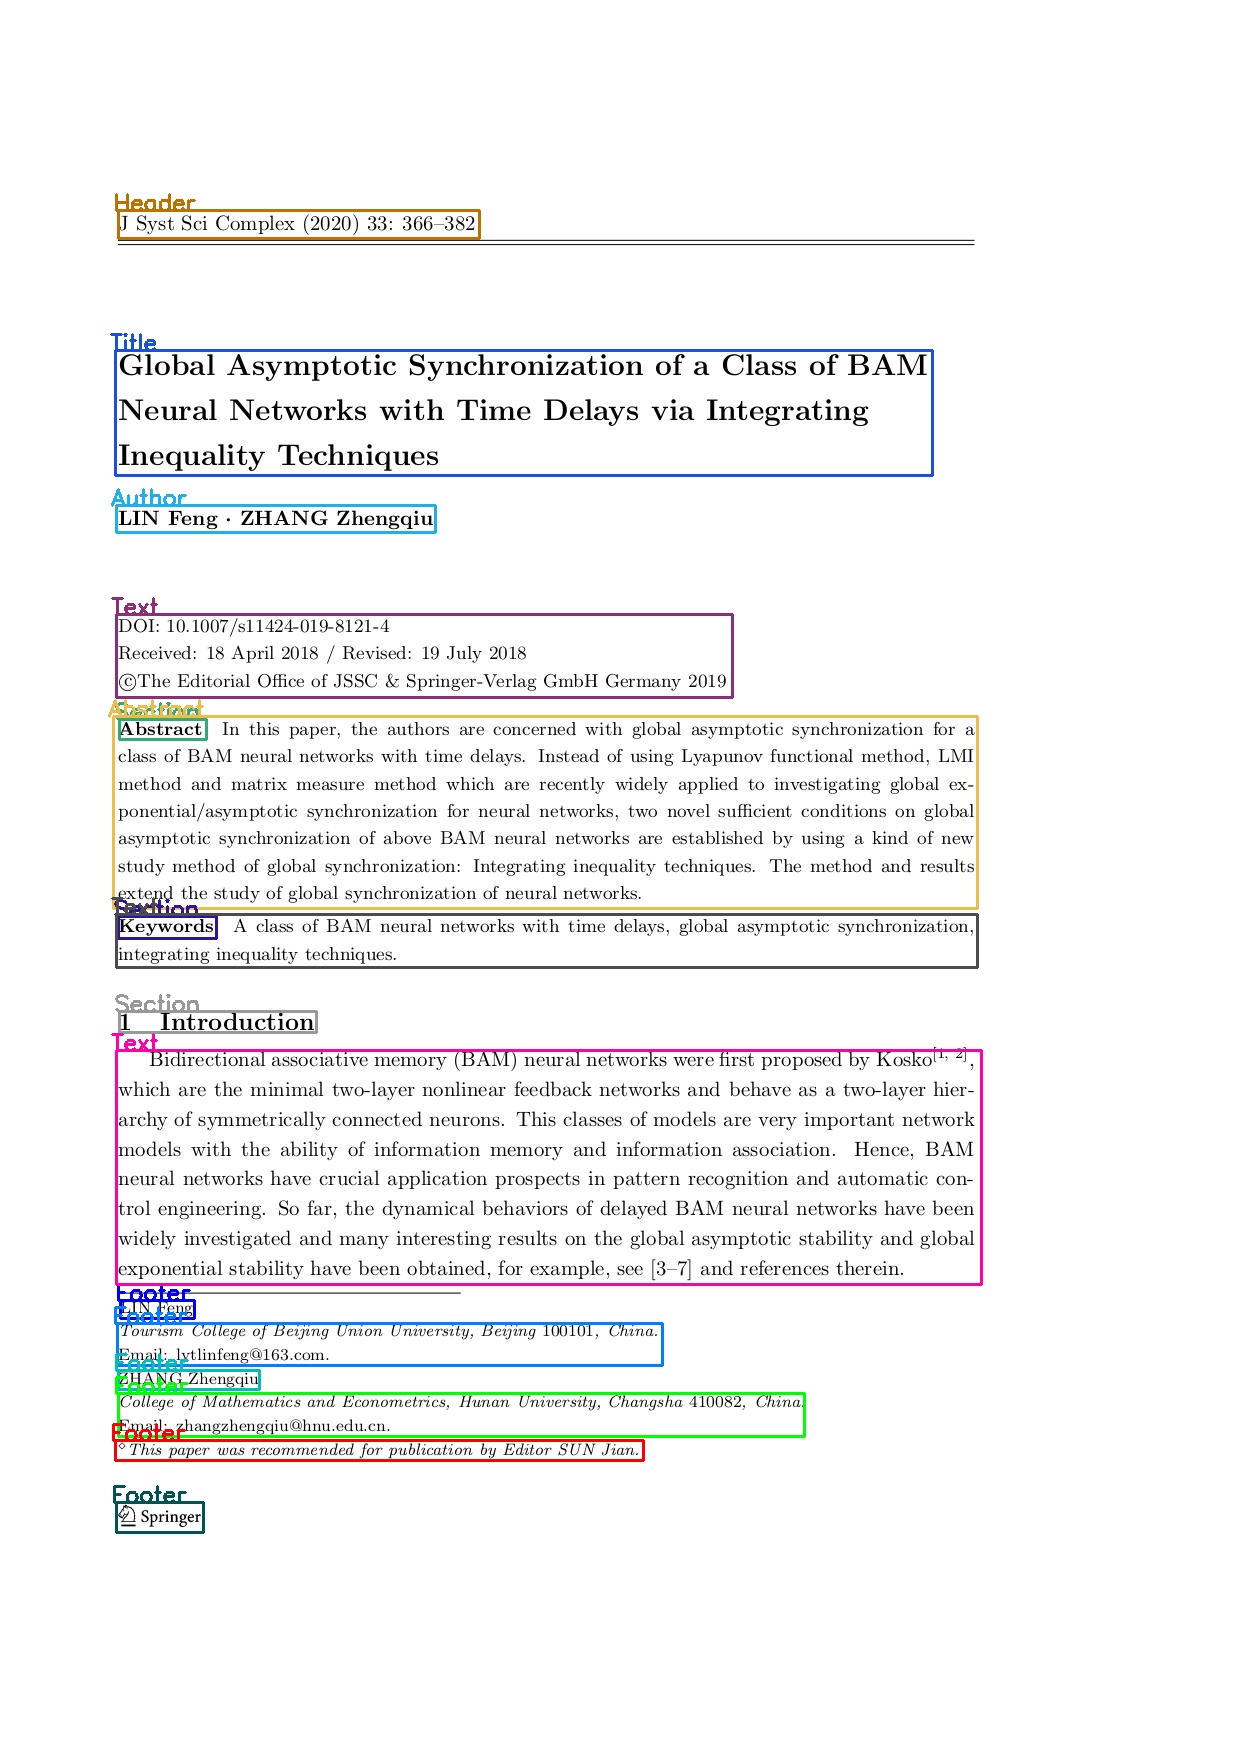 Header
J Syst Sci Complex (2020) 33: 366–382
Title
Global Asymptotic Synchronization of a Class of BAM
Neural Networks with Time Delays via Integrating
Inequality Techniques
Author
LIN Feng · ZHANG Zhengqiu
Text
DOI: 10.1007/s11424-019-8121-4
Received: 18 April 2018 / Revised: 19 July 2018
©The Editorial Office of JSSC & Springer-Verlag GmbH Germany 2019
Section
Abstract
Abstract In this paper, the authors are concerned with global asymptotic synchronization for a
class of BAM neural networks with time delays. Instead of using Lyapunov functional method, LMI
method and matrix measure method which are recently widely applied to investigating global ex-
ponential/asymptotic synchronization for neural networks, two novel sufficient conditions on global
asymptotic synchronization of above BAM neural networks are established by using a kind of new
study method of global synchronization: Integrating inequality techniques. The method and results
extend the study of global synchronization of neural networks.
Text
Section
Keywords A class of BAM neural networks with time delays, global asymptotic synchronization,
integrating inequality techniques.
Section
1 Introduction
Text
Bidirectional associative memory (BAM) neural networks were first proposed by Kosko[1, 2],
which are the minimal two-layer nonlinear feedback networks and behave as a two-layer hier-
archy of symmetrically connected neurons. This classes of models are very important network
models with the ability of information memory and information association. Hence, BAM
neural networks have crucial application prospects in pattern recognition and automatic con-
trol engineering. So far, the dynamical behaviors of delayed BAM neural networks have been
widely investigated and many interesting results on the global asymptotic stability and global
exponential stability have been obtained, for example, see [3–7] and references therein.
Footer
LIN Feng
Footer
Tourism College of Beijing Union University, Beijing 100101, China.
Email: lytlinfeng@163.com.
Footer
ZHANG Zhengqiu
Footer
College of Mathematics and Econometrics, Hunan University, Changsha 410082, China.
Email: zhangzhengqiu@hnu.edu.cn.
Footer
⋄This paper was recommended for publication by Editor SUN Jian.
Footer
Springer